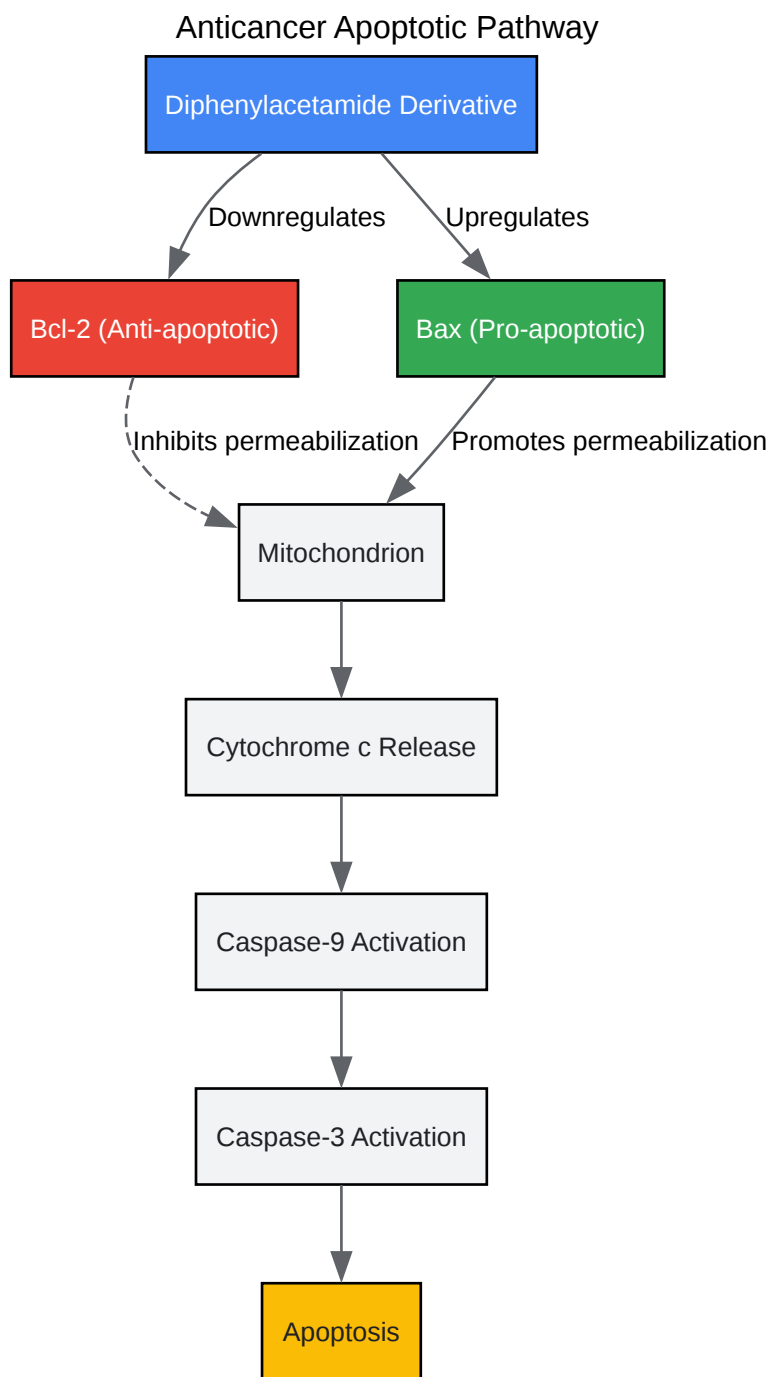 Anticancer Apoptotic Pathway
Diphenylacetamide Derivative
Downregulates
Upregulates
Bcl-2 (Anti-apoptotic)
Bax (Pro-apoptotic)
Inhibits permeabilization
Promotes permeabilization
Mitochondrion
Cytochrome c Release
Caspase-9 Activation
Caspase-3 Activation
Apoptosis